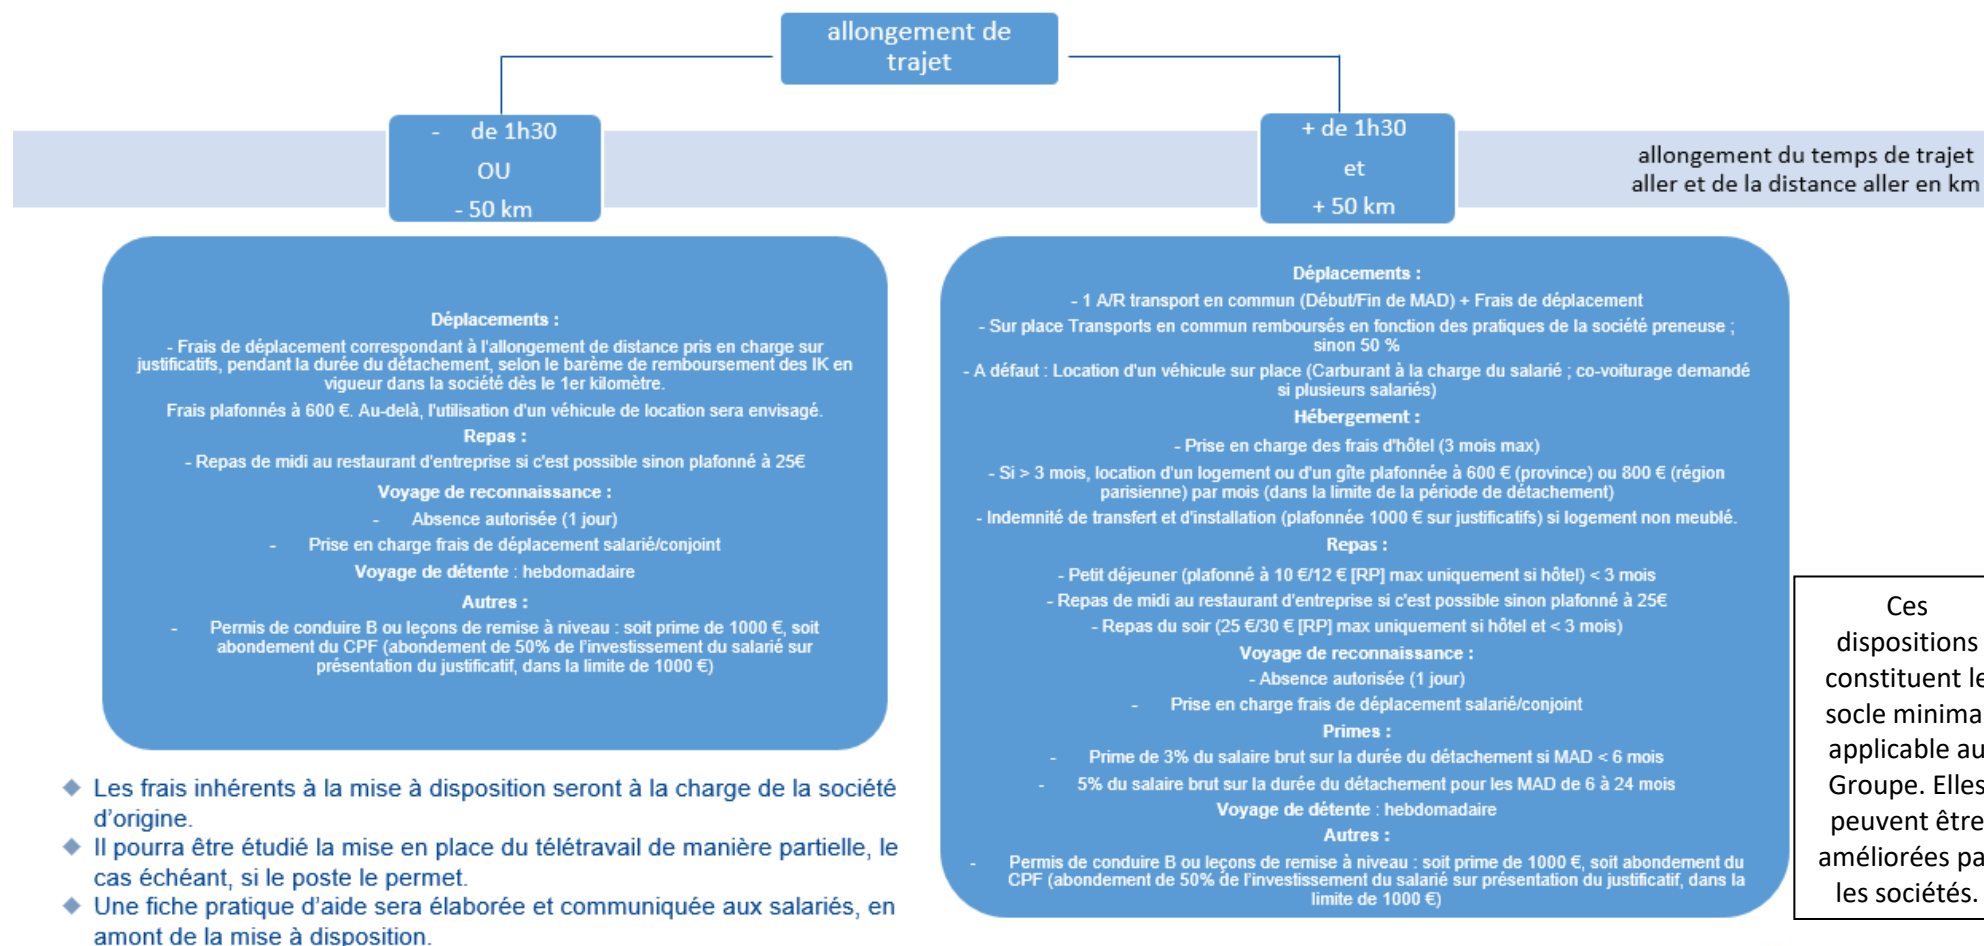 allongement de
trajet
- de 1h30
OU
- 50 km
+ de 1h30
et
+ 50 km
allongement du temps de trajet
aller et de la distance aller en km
Déplacements :
- Frais de déplacement correspondant à l'allongement de distance pris en charge sur
justificatifs, pendant la durée du détachement, selon le barème de remboursement des IK en
vigueur dans la société dès le 1er kilomètre.
Frais plafonnés à 600 €. Au-delà, l'utilisation d'un véhicule de location sera envisagé.
Repas :
- Repas de midi au restaurant d'entreprise si c'est possible sinon plafonné à 25€
Voyage de reconnaissance :
- Absence autorisée (1 jour)
- Prise en charge frais de déplacement salarié/conjoint
Voyage de détente : hebdomadaire
Autres :
- Permis de conduire B ou leçons de remise à niveau : soit prime de 1000 €, soit
abondement du CPF (abondement de 50% de l'investissement du salarié sur
présentation du justificatif, dans la limite de 1000 €)
Déplacements :
- 1 A/R transport en commun (Début/Fin de MAD) + Frais de déplacement
- Sur place Transports en commun remboursés en fonction des pratiques de la société preneuse ;
sinon 50 %
- A défaut : Location d'un véhicule sur place (Carburant à la charge du salarié ; co-voiturage demandé
si plusieurs salariés)
Hébergement :
- Prise en charge des frais d'hôtel (3 mois max)
- Si > 3 mois, location d'un logement ou d'un gîte plafonnée à 600 € (province) ou 800 € (région
parisienne) par mois (dans la limite de la période de détachement)
- Indemnité de transfert et d'installation (plafonnée 1000 € sur justificatifs) si logement non meublé.
Repas :
- Petit déjeuner (plafonné à 10 €/12 € [RP] max uniquement si hôtel) < 3 mois
- Repas de midi au restaurant d'entreprise si c'est possible sinon plafonné à 25€
- Repas du soir (25 €/30 € [RP] max uniquement si hôtel et < 3 mois)
Voyage de reconnaissance :
- Absence autorisée (1 jour)
- Prise en charge frais de déplacement salarié/conjoint
Primes :
- Prime de 3% du salaire brut sur la durée du détachement si MAD < 6 mois
- 5% du salaire brut sur la durée du détachement pour les MAD de 6 à 24 mois
Voyage de détente : hebdomadaire
Autres :
- Permis de conduire B ou leçons de remise à niveau : soit prime de 1000 €, soit abondement du
CPF (abondement de 50% de l'investissement du salarié sur présentation du justificatif, dans la
limite de 1000 €)
◆ Les frais inhérents à la mise à disposition seront à la charge de la société
d'origine.
◆ Il pourra être étudié la mise en place du télétravail de manière partielle, le
cas échéant, si le poste le permet.
◆ Une fiche pratique d'aide sera élaborée et communiquée aux salariés, en
amont de la mise à disposition.
Ces
dispositions
constituent le
socle minima
applicable au
Groupe. Elles
peuvent être
améliorées pa
les sociétés.